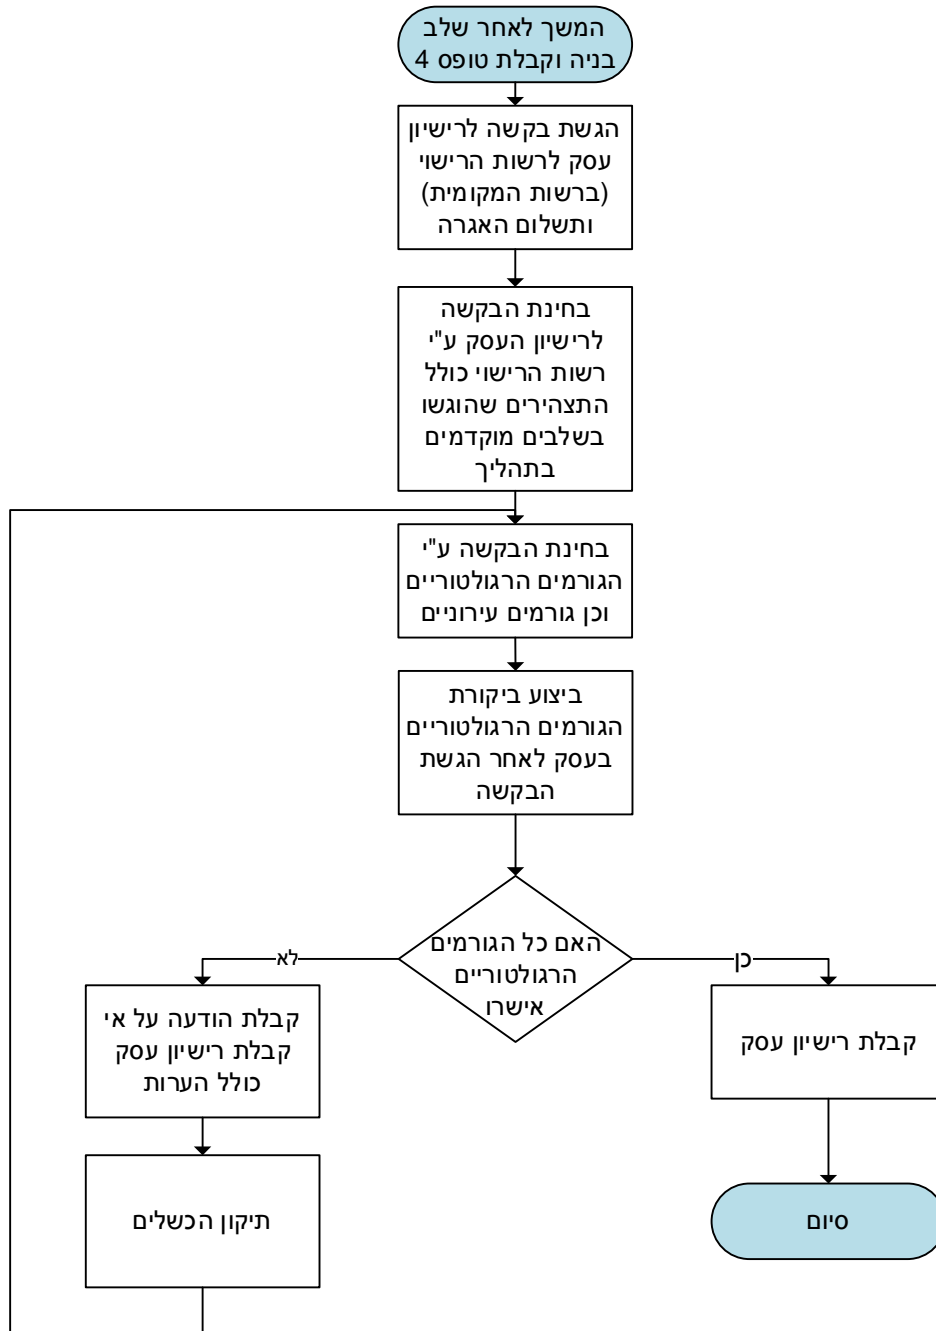 המשך לאחר שלב
בניה וקבלת טופס 4
הגשת בקשה לרישיון
עסק לרשות הרישוי
(ברשות המקומית)
ותשלום האגרה
בחינת הבקשה
לרישיון העסק ע"י
רשות הרישוי כולל
התצהירים שהוגשו
בשלבים מוקדמים
בתהליך
בחינת הבקשה ע"י
הגורמים הרגולטוריים
וכן גורמים עירוניים
ביצוע ביקורת
הגורמים הרגולטוריים
בעסק לאחר הגשת
הבקשה
האם כל הגורמים
הרגולטוריים
אישרו
כן
לא
קבלת רישיון עסק
סיום
קבלת הודעה על אי
קבלת רישיון עסק
כולל הערות
תיקון הכשלים